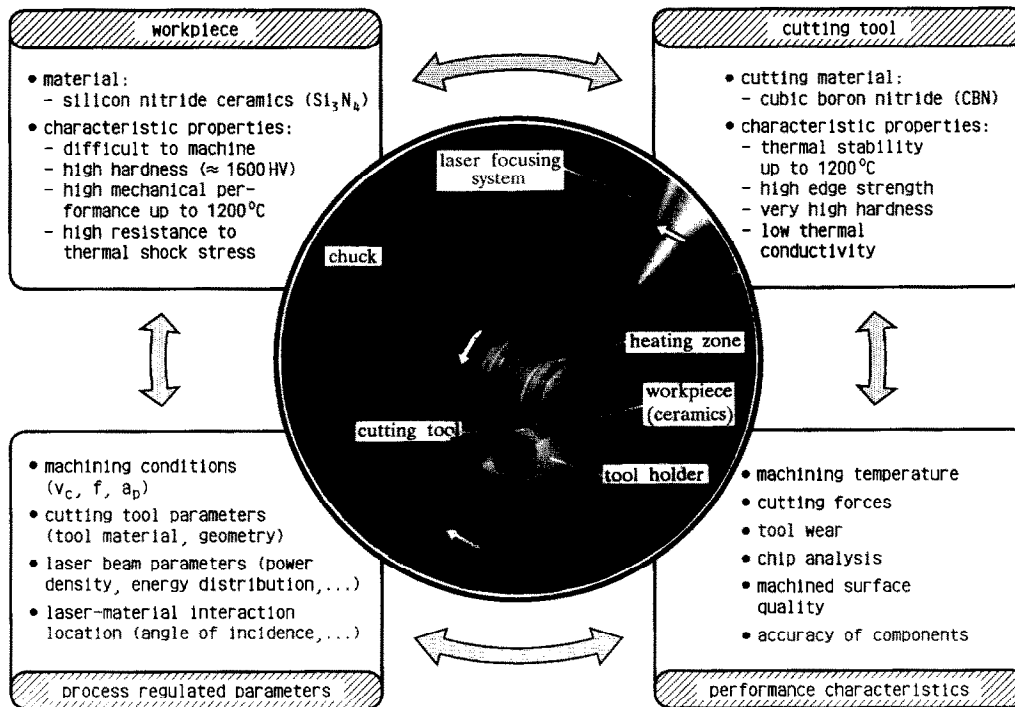 workpiece
• material:
– silicon nitride ceramics (Si₃N₄)
• characteristic properties:
– difficult to machine
– high hardness (≈ 1600 HV)
– high mechanical per-
formance up to 1200°C
– high resistance to
thermal shock stress
cutting tool
• cutting material:
– cubic boron nitride (CBN)
• characteristic properties:
– thermal stability
up to 1200°C
– high edge strength
– very high hardness
– low thermal
conductivity
laser focusing
system
chuck
heating zone
workpiece
(ceramics)
cutting tool
tool holder
• machining conditions
(v_c, f, a_p)
• cutting tool parameters
(tool material, geometry)
• laser beam parameters (power
density, energy distribution,...)
• laser-material interaction
location (angle of incidence,...)
process regulated parameters
• machining temperature
• cutting forces
• tool wear
• chip analysis
• machined surface
quality
• accuracy of components
performance characteristics